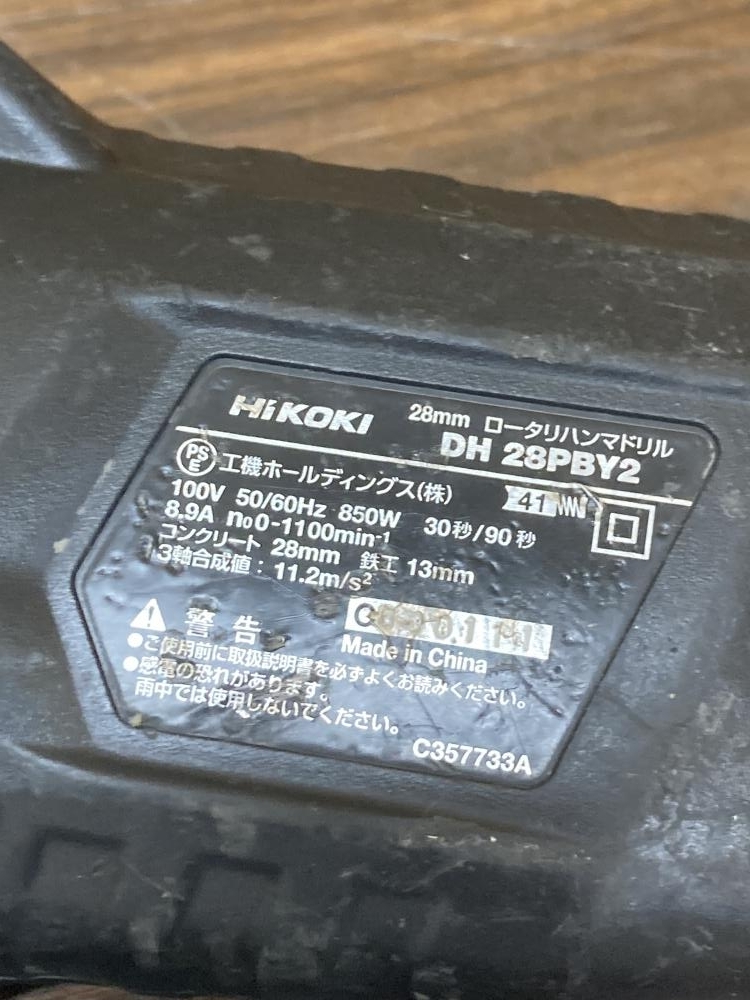 HiKOKI 28mm ロータリハンマドリル
DH 28PBY2
PSE 工機ホールディングス(株) 41
100V 50/60Hz 850W 30秒/90秒
8.9A n₀0-1100min⁻¹
コンクリート 28mm 鉄工 13mm
3軸合成値：11.2m/s²
警告
Made in China
●ご使用前に取扱説明書を必ずよくお読みください。
●感電の恐れがあります。
雨中では使用しないでください。
C357733A